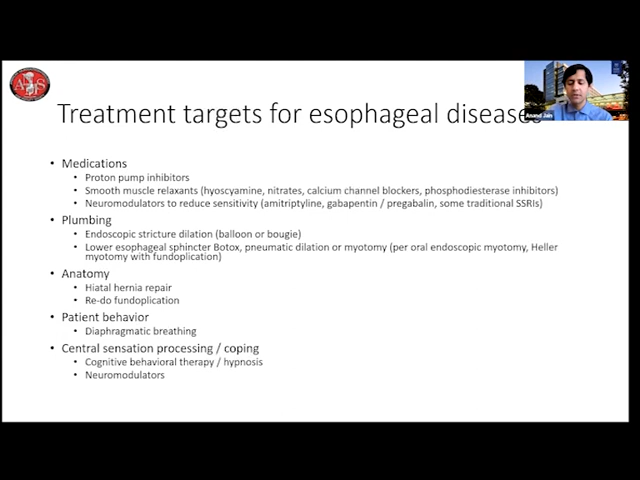 Treatment targets for esophageal diseases
Anand Jain
• Medications
• Proton pump inhibitors
• Smooth muscle relaxants (hyoscyamine, nitrates, calcium channel blockers, phosphodiesterase inhibitors)
• Neuromodulators to reduce sensitivity (amitriptyline, gabapentin / pregabalin, some traditional SSRIs)
• Plumbing
• Endoscopic stricture dilation (balloon or bougie)
• Lower esophageal sphincter Botox, pneumatic dilation or myotomy (per oral endoscopic myotomy, Heller
myotomy with fundoplication)
• Anatomy
• Hiatal hernia repair
• Re-do fundoplication
• Patient behavior
• Diaphragmatic breathing
• Central sensation processing / coping
• Cognitive behavioral therapy / hypnosis
• Neuromodulators